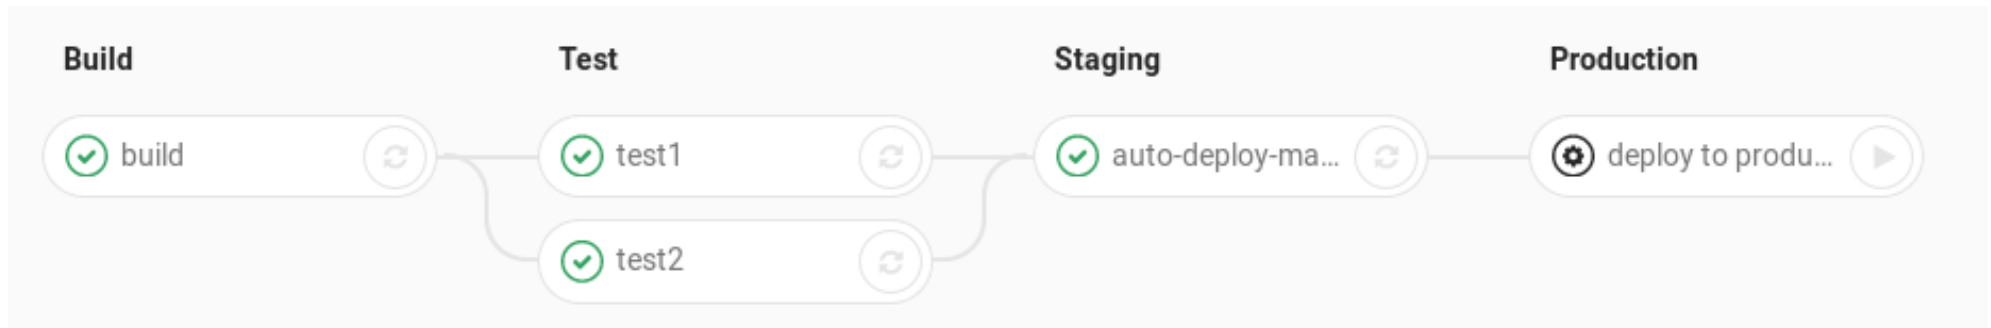 Build
Test
Staging
Production
build
test1
auto-deploy-ma...
deploy to produ...
test2